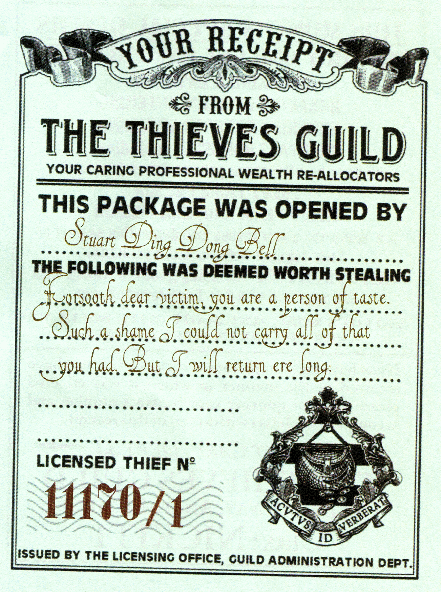 YOUR RECEIPT
FROM
THE THIEVES GUILD
YOUR CARING PROFESSIONAL WEALTH RE-ALLOCATORS
THIS PACKAGE WAS OPENED BY
Stuart Ding Dong Bell
THE FOLLOWING WAS DEEMED WORTH STEALING
Forsooth dear victim, you are a person of taste.
Such a shame I could not carry all of that
you had. But I will return ere long.
LICENSED THIEF Nº
11170/1
ACVTVS ID VERBERAT
ISSUED BY THE LICENSING OFFICE, GUILD ADMINISTRATION DEPT.